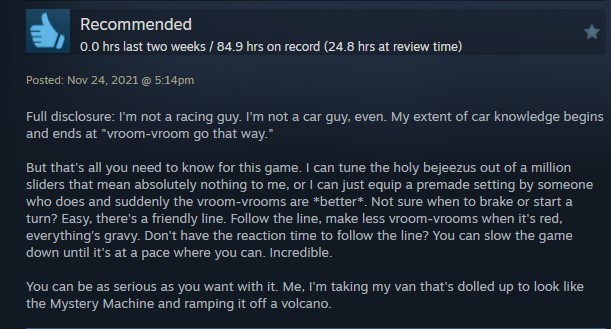 Recommended
0.0 hrs last two weeks / 84.9 hrs on record (24.8 hrs at review time)
Posted: Nov 24, 2021 @ 5:14pm
Full disclosure: I'm not a racing guy. I'm not a car guy, even. My extent of car knowledge begins
and ends at "vroom-vroom go that way."
But that's all you need to know for this game. I can tune the holy bejeezus out of a million
sliders that mean absolutely nothing to me, or I can just equip a premade setting by someone
who does and suddenly the vroom-vrooms are *better*. Not sure when to brake or start a
turn? Easy, there's a friendly line. Follow the line, make less vroom-vrooms when it's red,
everything's gravy. Don't have the reaction time to follow the line? You can slow the game
down until it's at a pace where you can. Incredible.
You can be as serious as you want with it. Me, I'm taking my van that's dolled up to look like
the Mystery Machine and ramping it off a volcano.